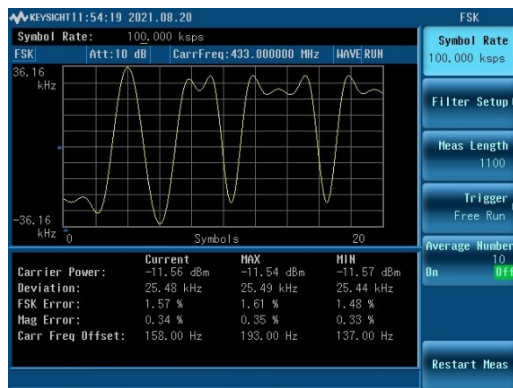 KEYSIGHT 11:54:19 2021.08.20
FSK
Symbol Rate: 100.000 ksps
FSK Att:10 dB CarrFreq:433.000000 MHz WAVE RUN
36.16
kHz
-36.16
kHz
0 Symbols 20
Current MAX MIN
Carrier Power: -11.56 dBm -11.54 dBm -11.57 dBm
Deviation: 25.48 kHz 25.49 kHz 25.44 kHz
FSK Error: 1.57 % 1.61 % 1.48 %
Mag Error: 0.34 % 0.35 % 0.33 %
Carr Freq Offset: 158.00 Hz 193.00 Hz 137.00 Hz
Symbol Rate
100.000 ksps
Filter Setup
Meas Length
1100
Trigger
Free Run
Average Number
10
On Off
Restart Meas